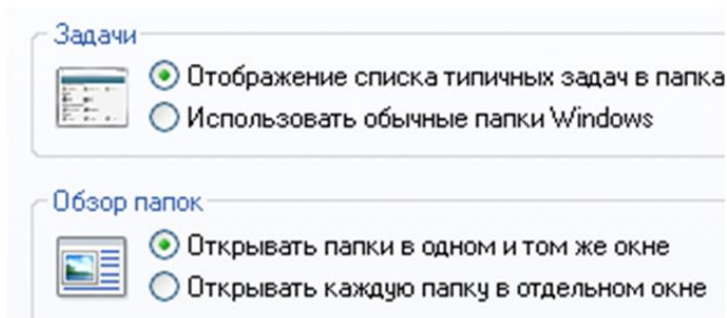 Задачи
Отображение списка типичных задач в папка
Использовать обычные папки Windows
Обзор папок
Открывать папки в одном и том же окне
Открывать каждую папку в отдельном окне